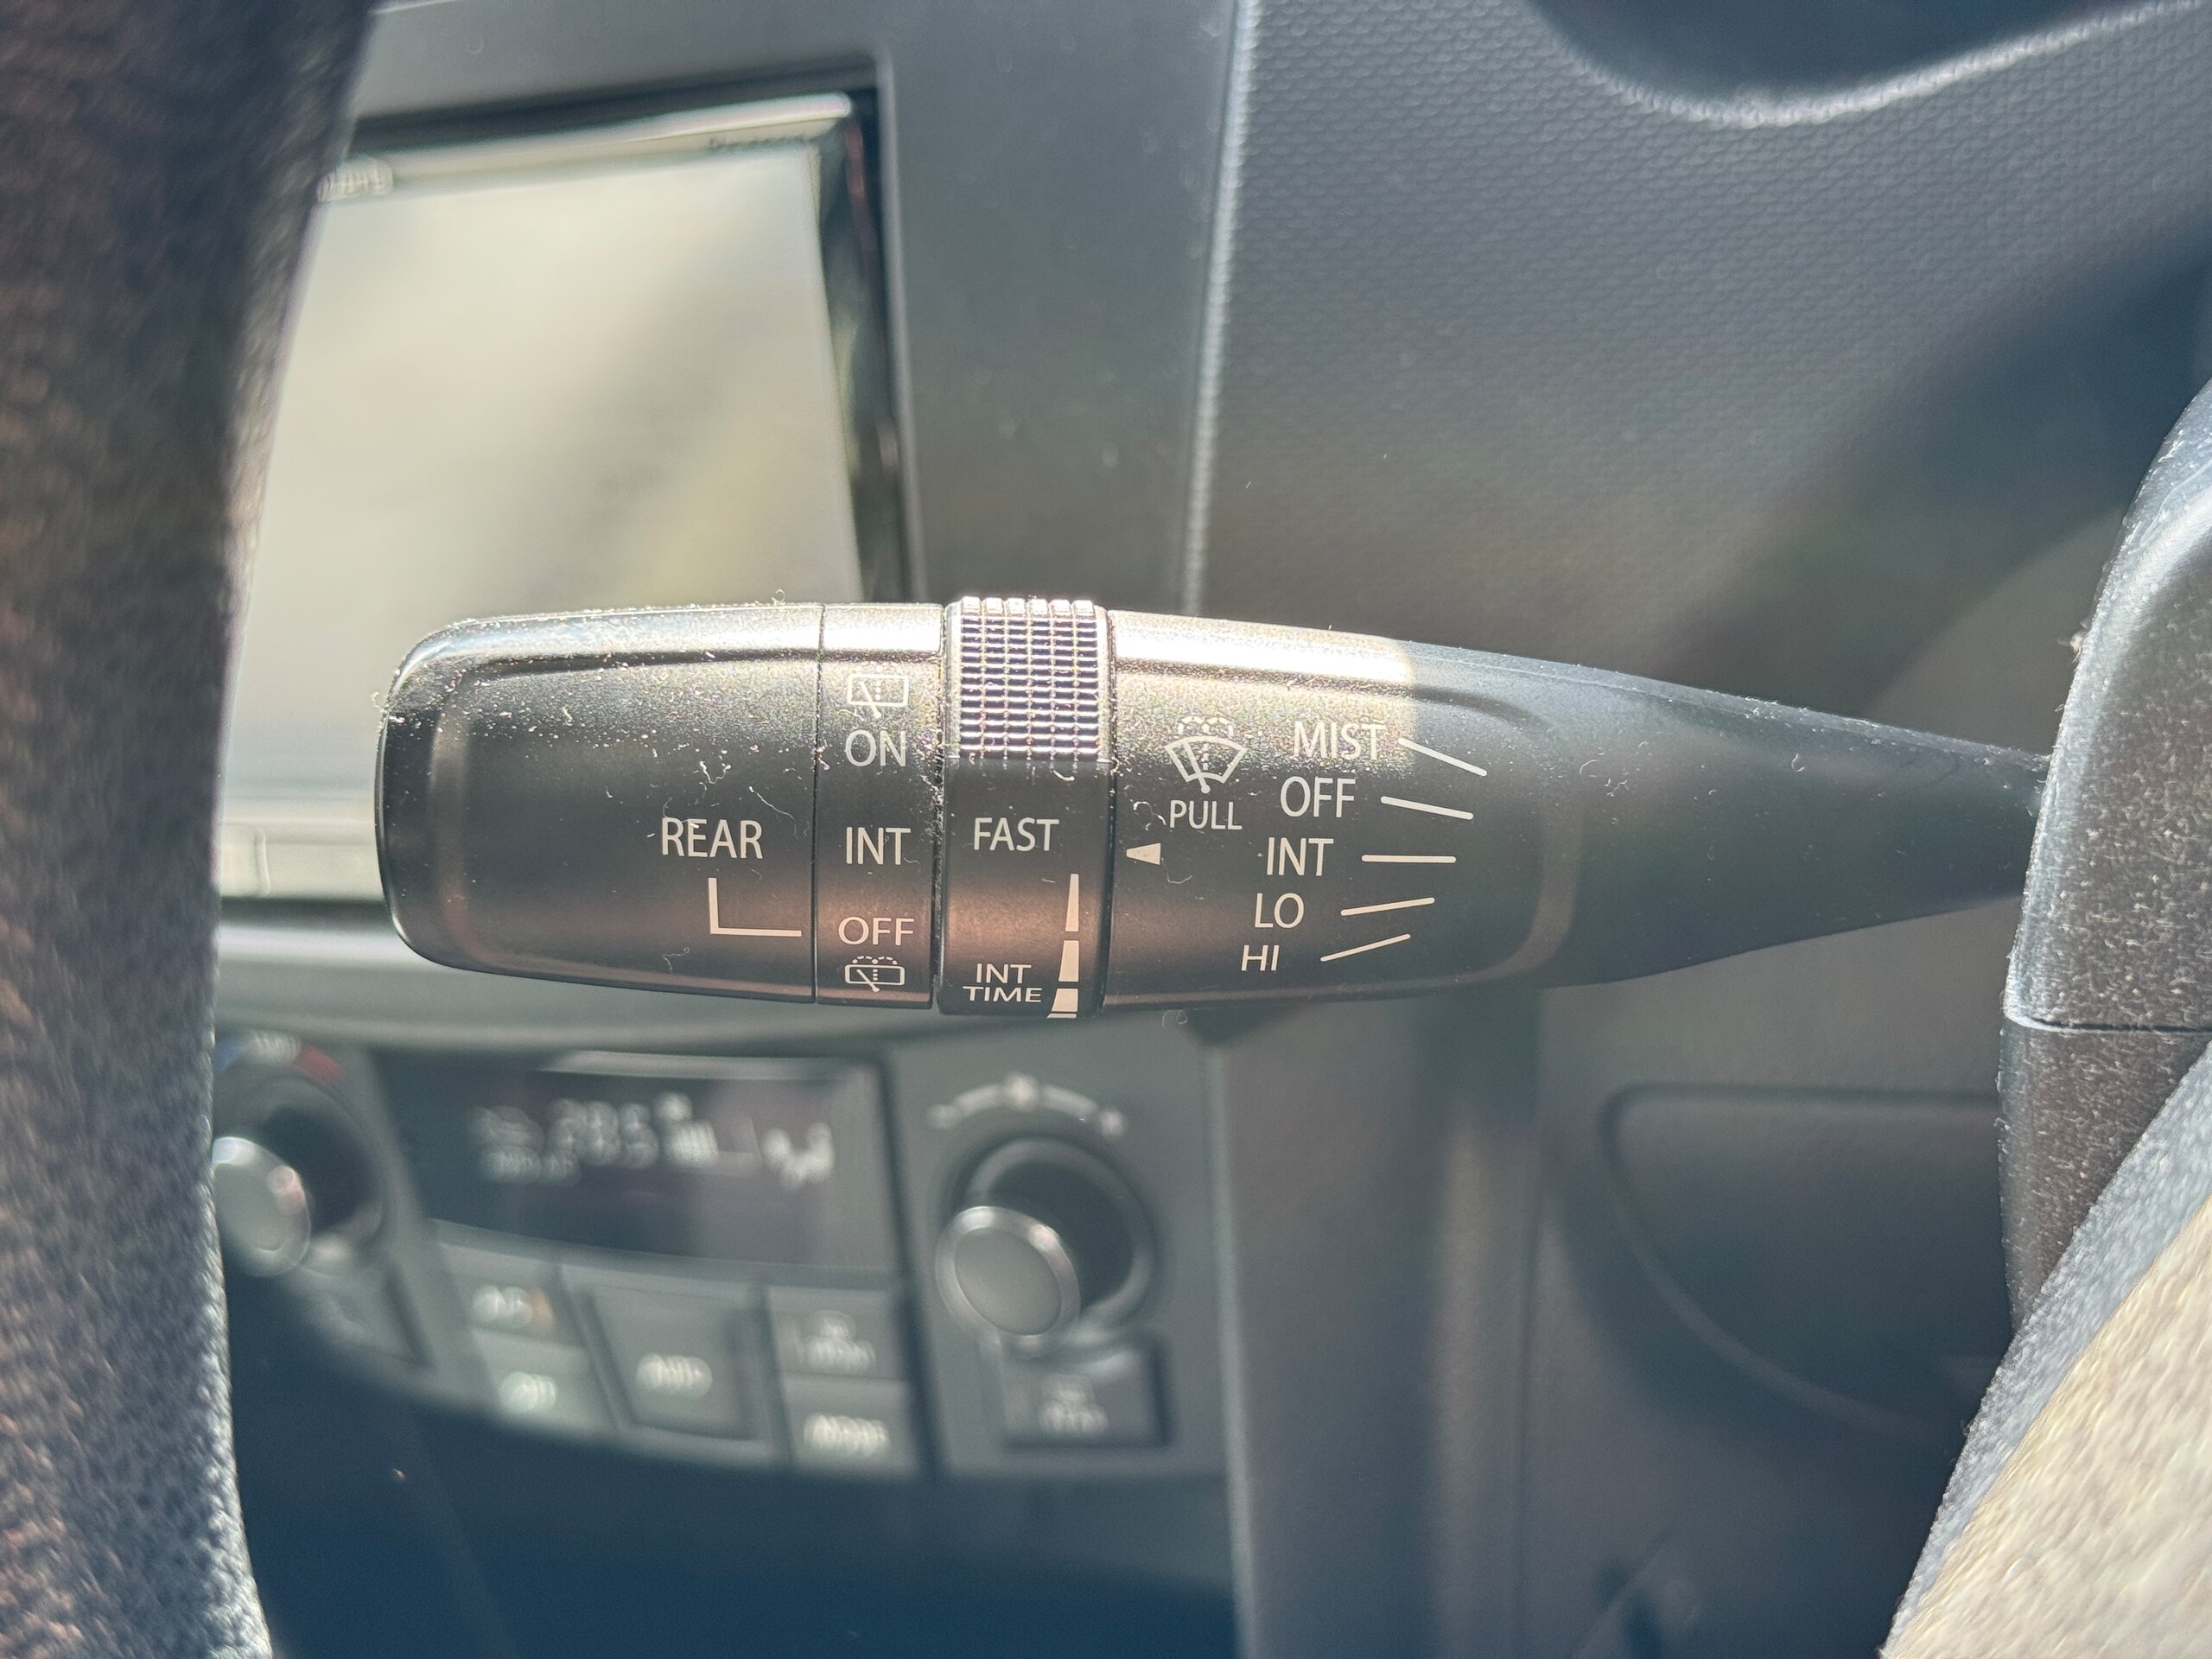 REAR
ON
INT
OFF
FAST
INT
TIME
PULL
MIST
OFF
INT
LO
HI